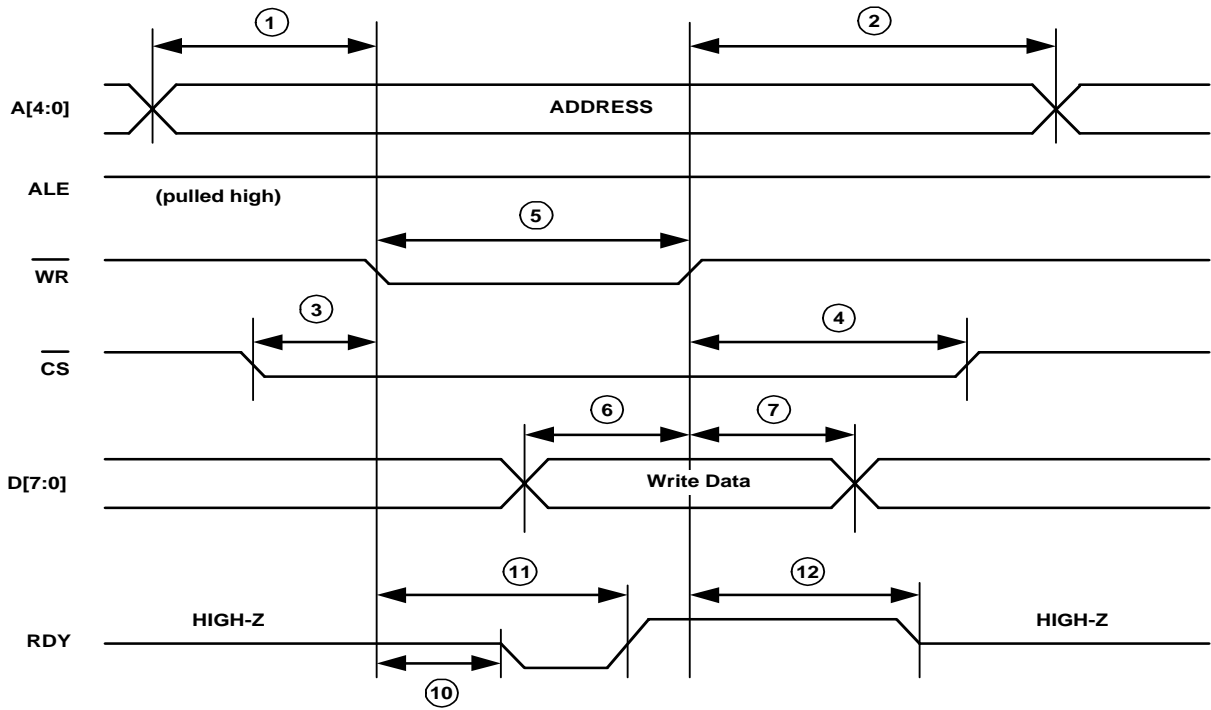 1
2
A[4:0]
ADDRESS
ALE
(pulled high)
5
WR
3
4
CS
6
7
D[7:0]
Write Data
11
12
HIGH-Z
HIGH-Z
RDY
10